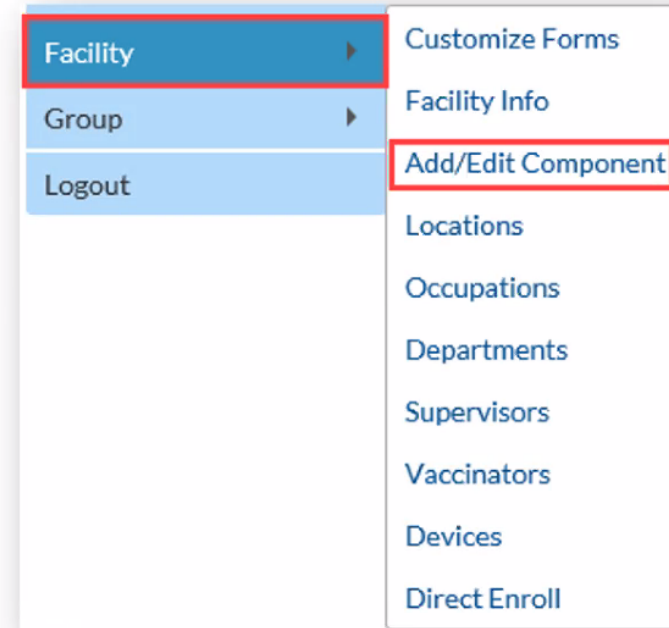 Facility
Group
Logout
Customize Forms
Facility Info
Add/Edit Component
Locations
Occupations
Departments
Supervisors
Vaccinators
Devices
Direct Enroll